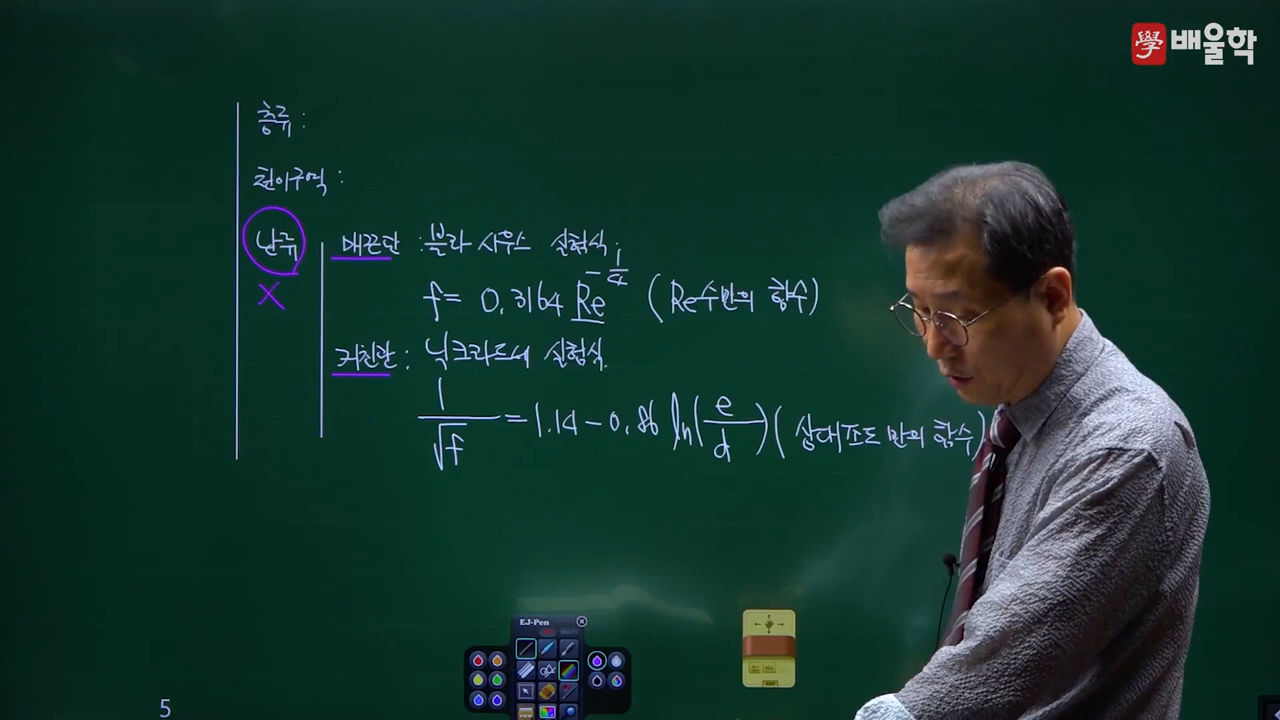 學 배울학
층류 :
천이구역 :
난류
X
매끈한 : 블라시우스 실험식.
f = 0.3164 Re^-1/4 (Re수만의 함수)
거친관 : 닉크라드세 실험식.
1/√f = 1.14 - 0.86 ln(e/d) (상대조도만의 함수)
EJ-Pen
5